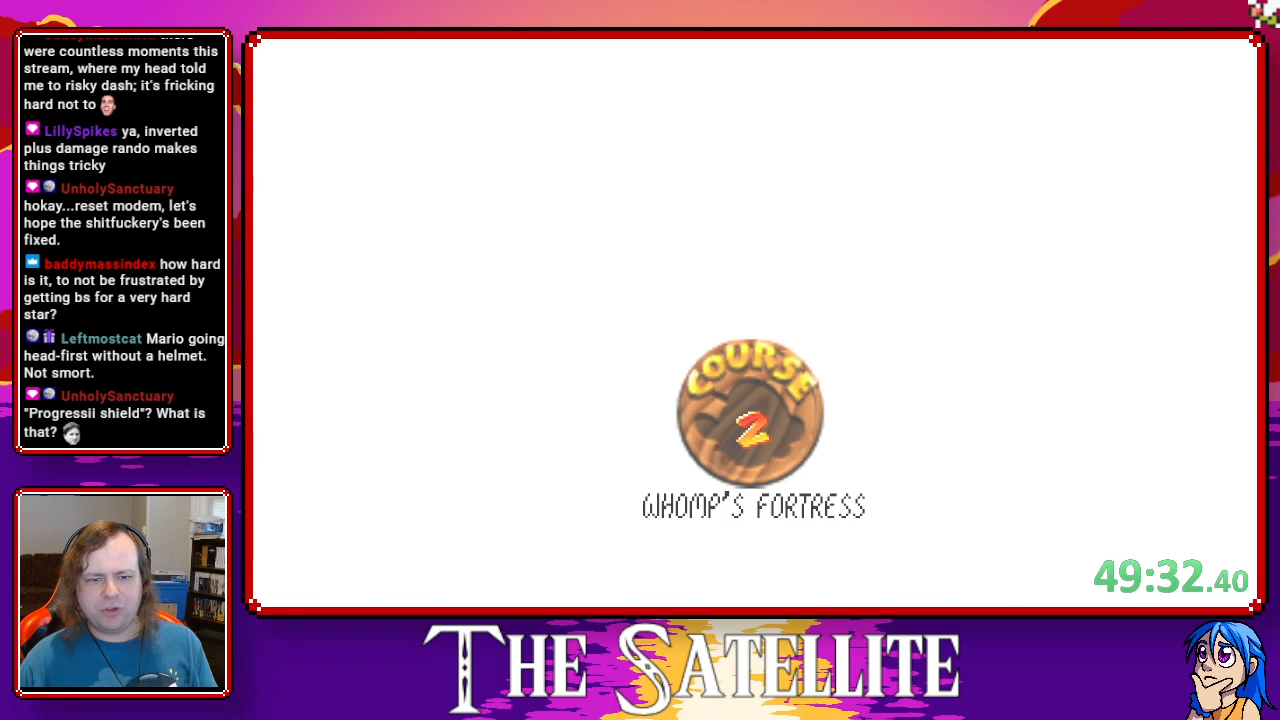 were countless moments this
stream, where my head told
me to risky dash; it's fricking
hard not to
LillySpikes ya, inverted
plus damage rando makes
things tricky
UnholySanctuary
hokay...reset modem, let's
hope the shitfuckery's been
fixed.
baddymassindex how hard
is it, to not be frustrated by
getting bs for a very hard
star?
Leftmostcat Mario going
head-first without a helmet.
Not smort.
UnholySanctuary
"Progressii shield"? What is
that?
COURSE
2
WHOMP'S FORTRESS
49:32.40
THE SATELLITE